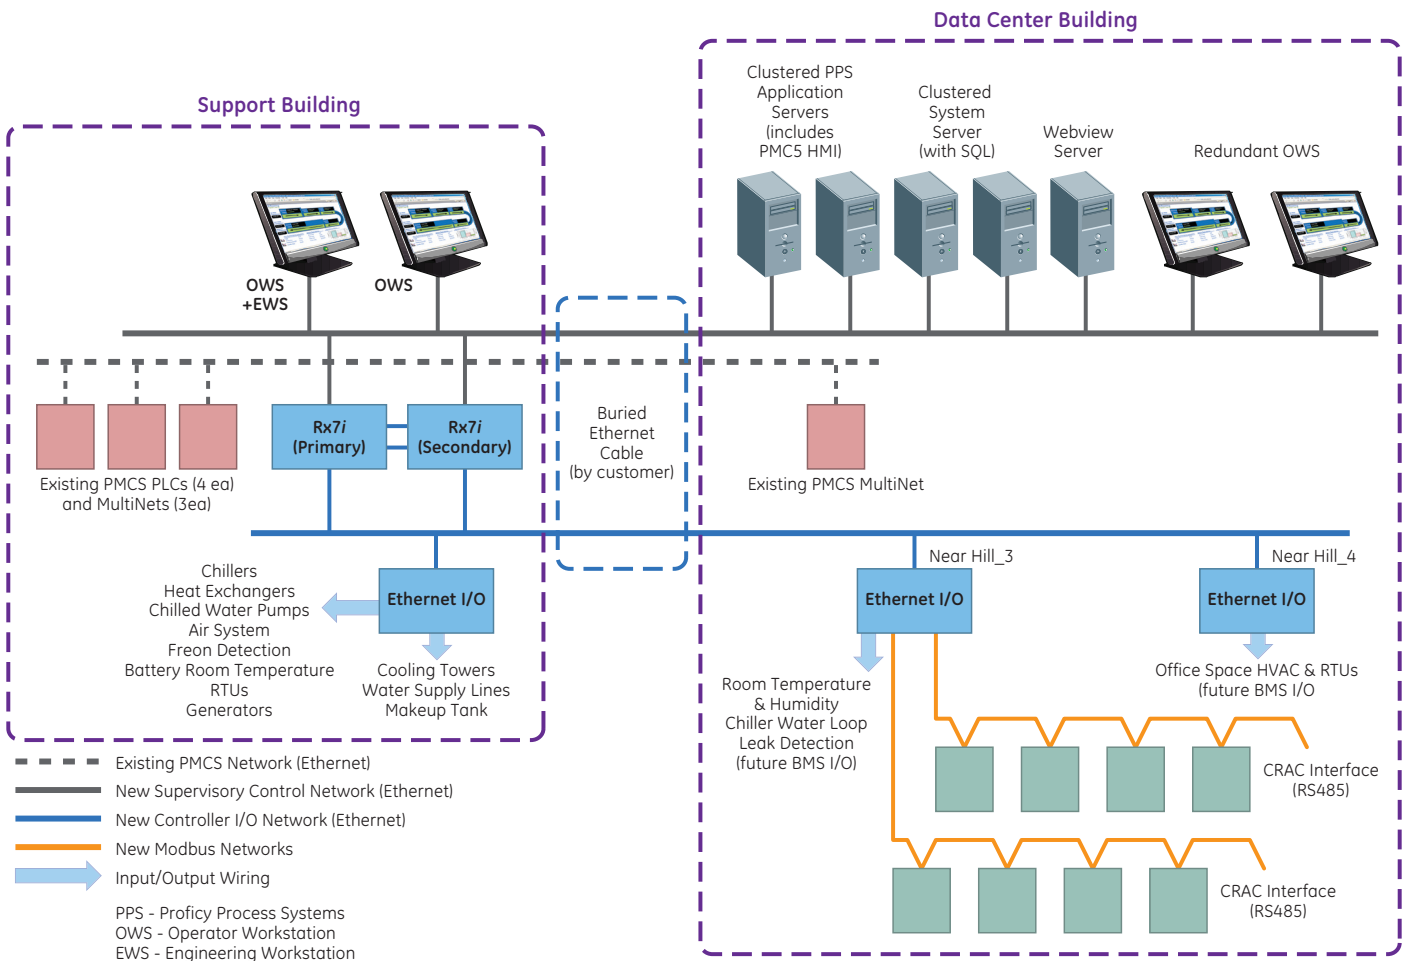 Data Center Building
Support Building
Clustered PPS
Application
Servers
(includes
PMC5 HMI)
Clustered
System
Server
(with SQL)
Webview
Server
Redundant OWS
OWS
+EWS
OWS
Rx7i
(Primary)
Rx7i
(Secondary)
Buried
Ethernet
Cable
(by customer)
Existing PMCS PLCs (4 ea)
and MultiNets (3ea)
Existing PMCS MultiNet
Near Hill_3
Near Hill_4
Ethernet I/O
Ethernet I/O
Ethernet I/O
Chillers
Heat Exchangers
Chilled Water Pumps
Air System
Freon Detection
Battery Room Temperature
RTUs
Generators
Cooling Towers
Water Supply Lines
Makeup Tank
Room Temperature
& Humidity
Chiller Water Loop
Leak Detection
(future BMS I/O)
Office Space HVAC & RTUs
(future BMS I/O
CRAC Interface
(RS485)
CRAC Interface
(RS485)
Existing PMCS Network (Ethernet)
New Supervisory Control Network (Ethernet)
New Controller I/O Network (Ethernet)
New Modbus Networks
Input/Output Wiring
PPS - Proficy Process Systems
OWS - Operator Workstation
EWS - Engineering Workstation